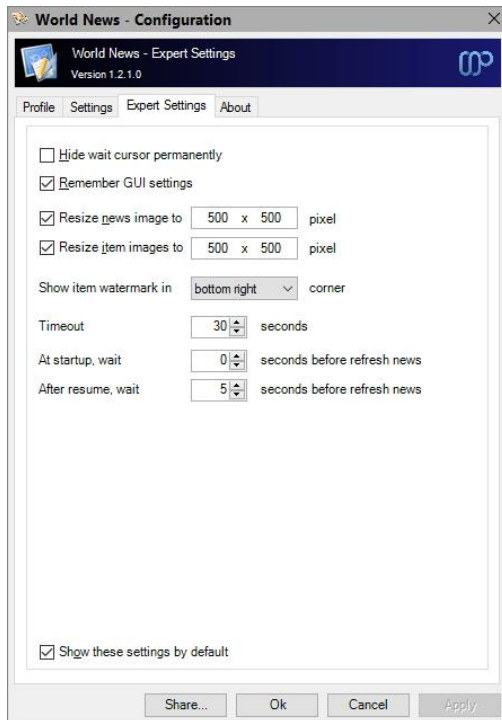 World News - Configuration
World News - Expert Settings
Version 1.2.1.0
Profile Settings Expert Settings About
Hide wait cursor permanently
Remember GUI settings
Resize news image to 500 x 500 pixel
Resize item images to 500 x 500 pixel
Show item watermark in bottom right corner
Timeout 30 seconds
At startup, wait 0 seconds before refresh news
After resume, wait 5 seconds before refresh news
Show these settings by default
Share... Ok Cancel Apply